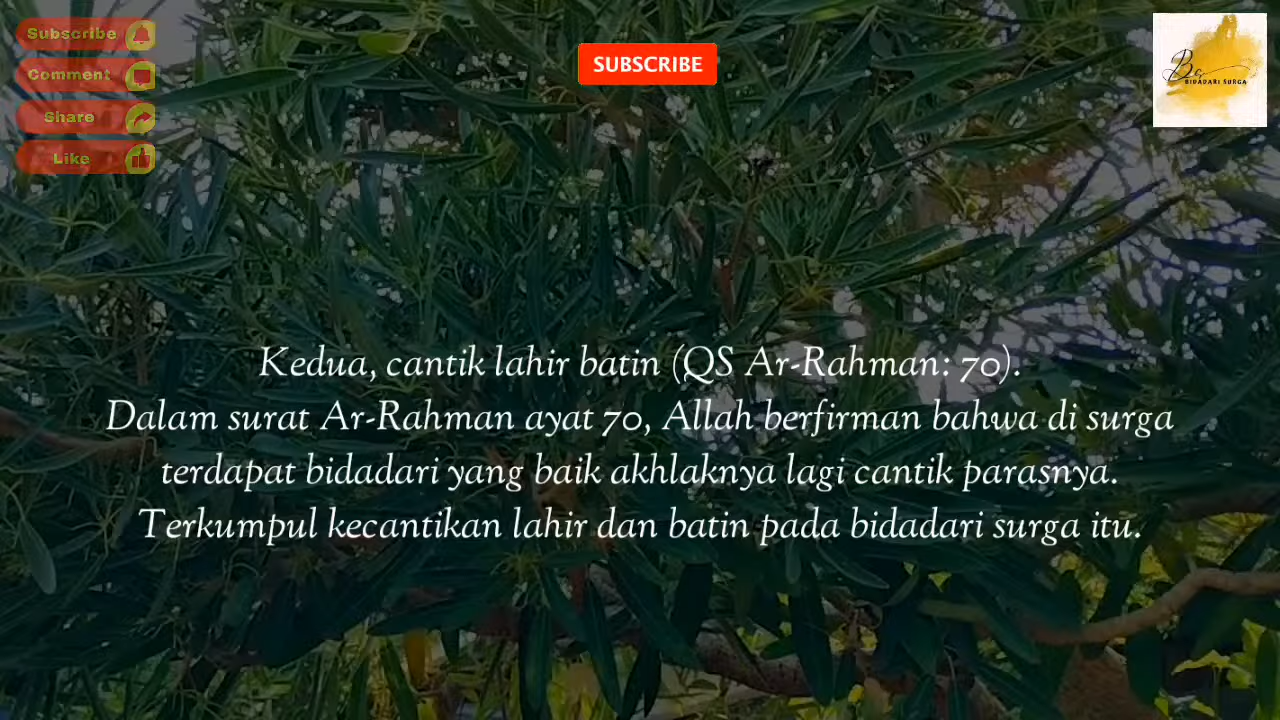 Subscribe
Comment
Share
Like
SUBSCRIBE
Bs
BIDADARI SURGA
Kedua, cantik lahir batin (QS Ar-Rahman: 70).
Dalam surat Ar-Rahman ayat 70, Allah berfirman bahwa di surga
terdapat bidadari yang baik akhlaknya lagi cantik parasnya.
Terkumpul kecantikan lahir dan batin pada bidadari surga itu.